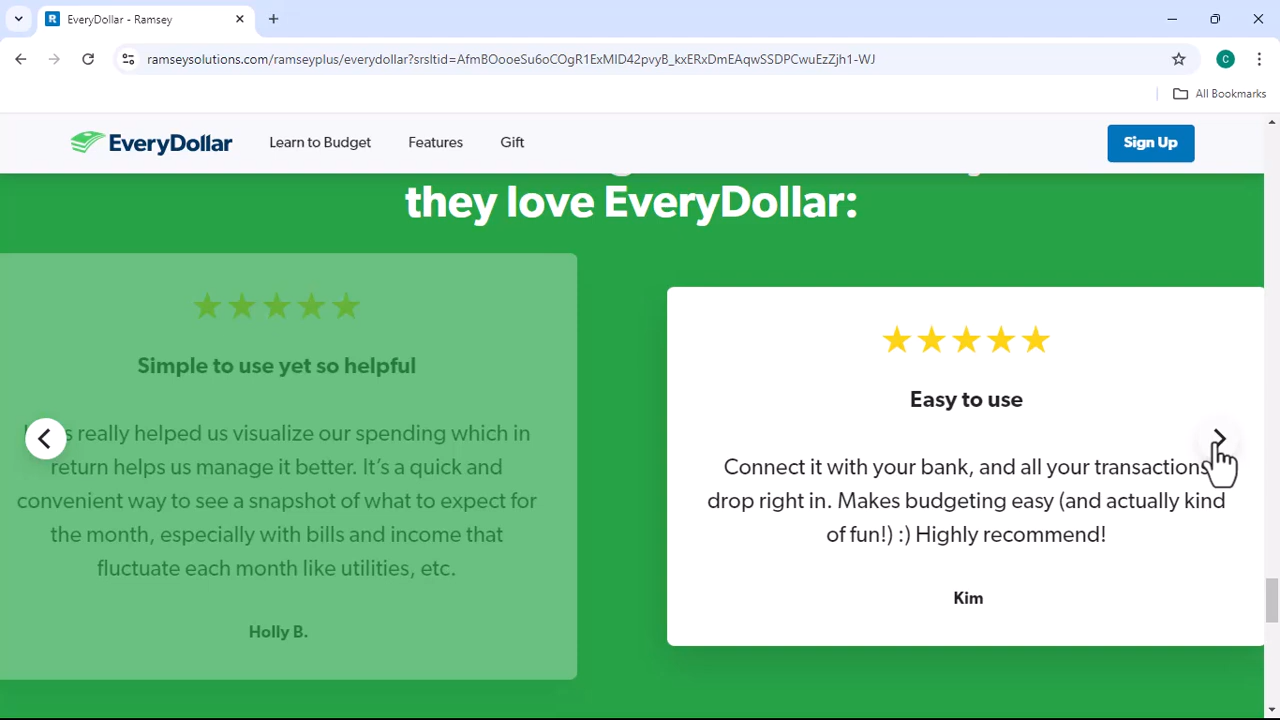 EveryDollar - Ramsey
ramseysolutions.com/ramseyplus/everydollar?srsltid=AfmBOooeSu6oCOgR1ExMlD42pvyB_kxERxDmEAqwSSDPCwuEzZjh1-WJ
C
All Bookmarks
EveryDollar
Learn to Budget
Features
Gift
Sign Up
they love EveryDollar:
Simple to use yet so helpful
really helped us visualize our spending which in
return helps us manage it better. It's a quick and
convenient way to see a snapshot of what to expect for
the month, especially with bills and income that
fluctuate each month like utilities, etc.
Holly B.
Easy to use
Connect it with your bank, and all your transactions
drop right in. Makes budgeting easy (and actually kind
of fun!) :) Highly recommend!
Kim